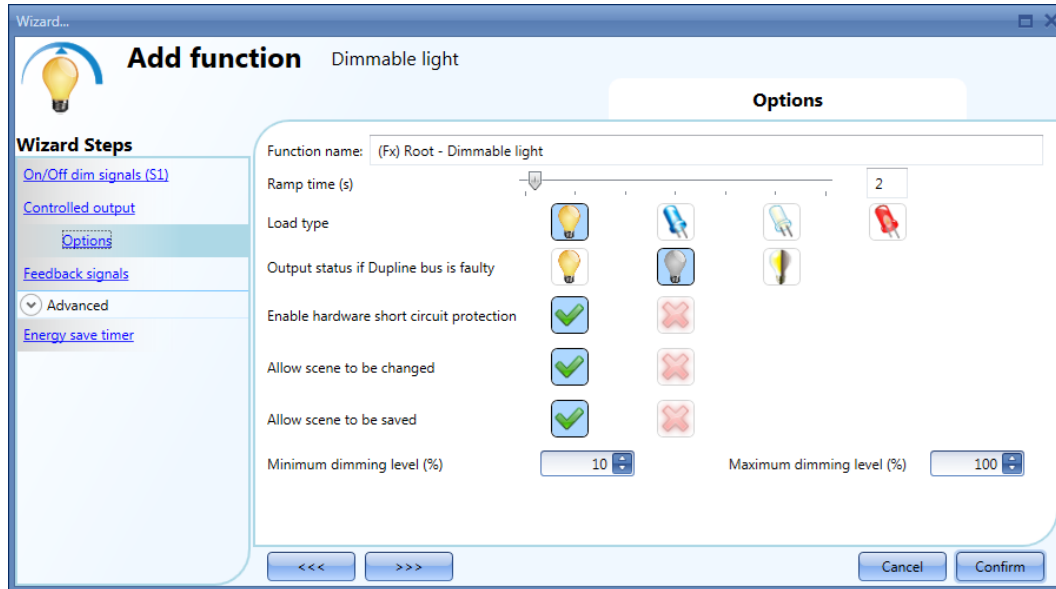 Wizard...
Add function Dimmable light
Options
Wizard Steps
On/Off dim signals (S1)
Controlled output
Options
Feedback signals
Advanced
Energy save timer
Function name: (Fx) Root - Dimmable light
Ramp time (s) 2
Load type
Output status if Dupline bus is faulty
Enable hardware short circuit protection
Allow scene to be changed
Allow scene to be saved
Minimum dimming level (%) 10 Maximum dimming level (%) 100
<<< >>> Cancel Confirm